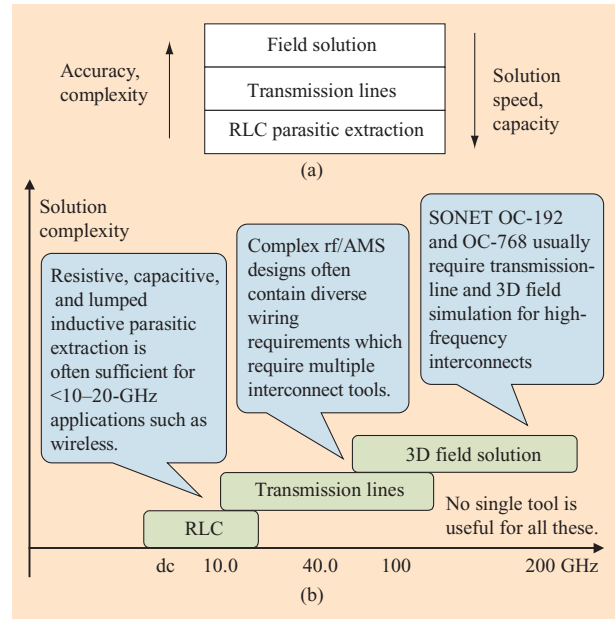 Field solution
Transmission lines
RLC parasitic extraction
Accuracy,
complexity
Solution
speed,
capacity
(a)
Solution
complexity
Resistive, capacitive,
and lumped
inductive parasitic
extraction is
often sufficient for
<10–20-GHz
applications such as
wireless.
Complex rf/AMS
designs often
contain diverse
wiring
requirements which
require multiple
interconnect tools.
SONET OC-192
and OC-768 usually
require transmission-
line and 3D field
simulation for high-
frequency
interconnects
3D field solution
Transmission lines
RLC
No single tool is
useful for all these.
dc 10.0 40.0 100 200 GHz
(b)